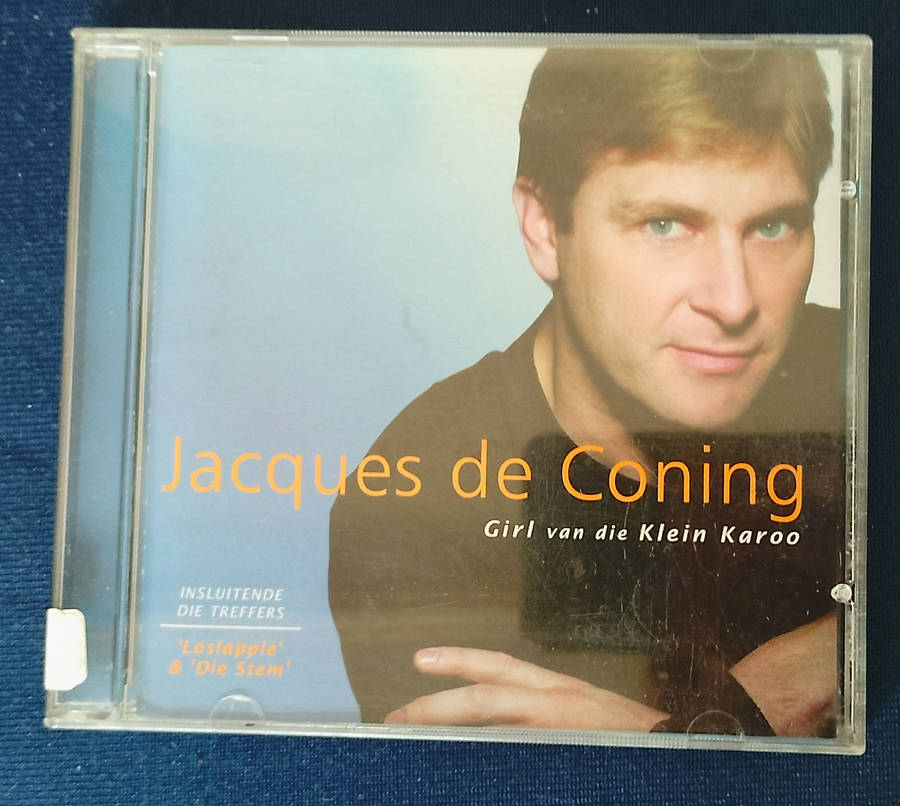 Jacques de Coning
Girl van die Klein Karoo
INSLUITENDE
DIE TREFFERS
'Loslappie'
& 'Die Stem'